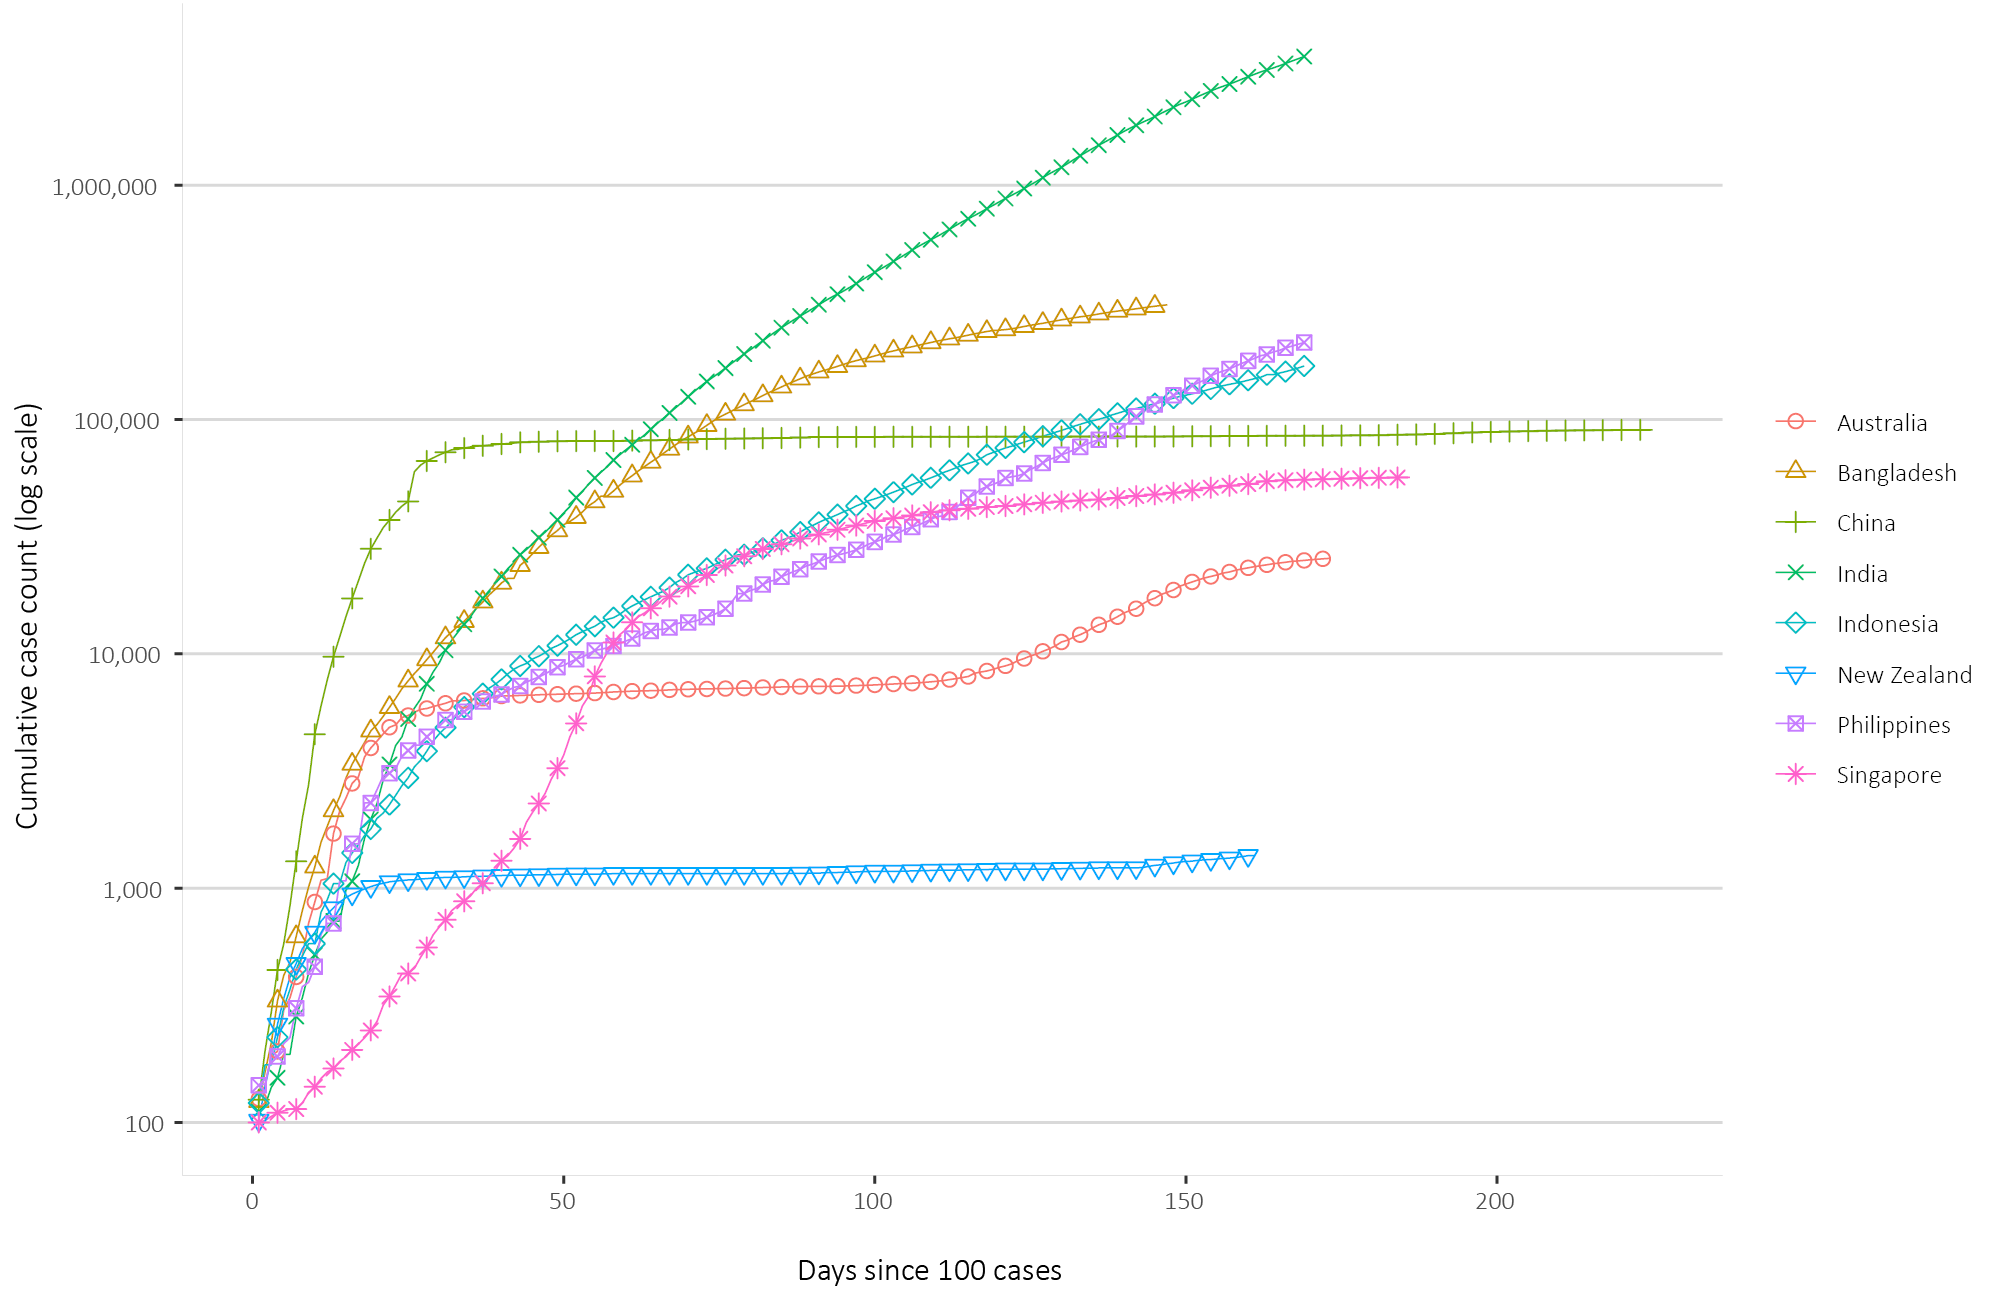 Cumulative case count (log scale)
1,000,000
100,000
10,000
1,000
100
0 50 100 150 200
Days since 100 cases
Australia
Bangladesh
China
India
Indonesia
New Zealand
Philippines
Singapore